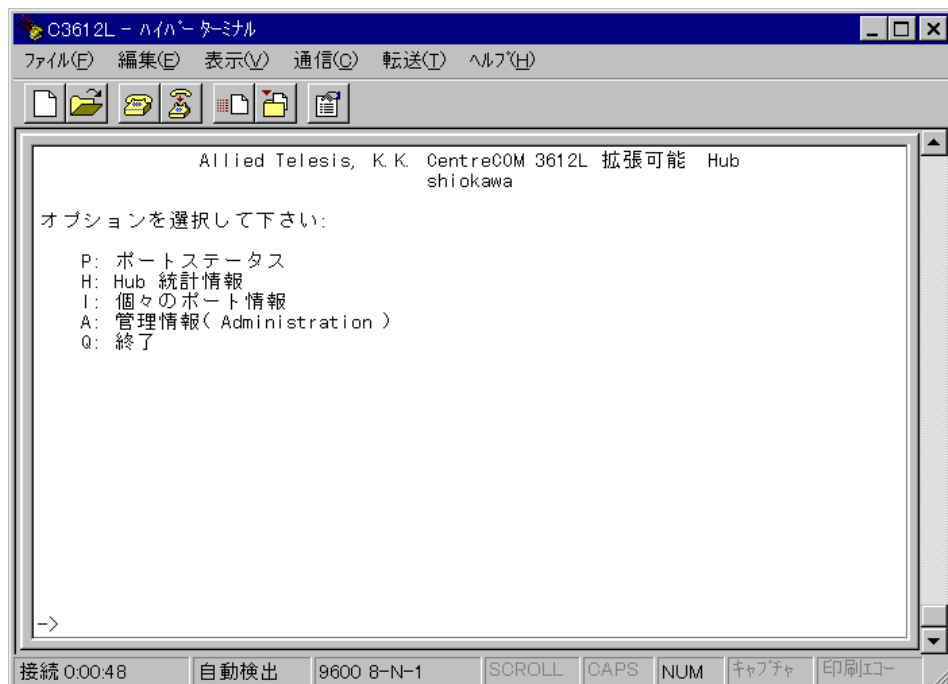 C3612L - ﾊｲﾊﾟｰ ﾀｰﾐﾅﾙ
ﾌｧｲﾙ(F) 編集(E) 表示(V) 通信(C) 転送(T) ﾍﾙﾌﾟ(H)
Allied Telesis, K.K. CentreCOM 3612L 拡張可能 Hub
shiokawa
オプションを選択して下さい:
P: ポートステータス
H: Hub 統計情報
I: 個々のポート情報
A: 管理情報( Administration )
Q: 終了
->
接続 0:00:48 自動検出 9600 8-N-1 SCROLL CAPS NUM ｷｬﾌﾟﾁｬ 印刷ｴｺｰ